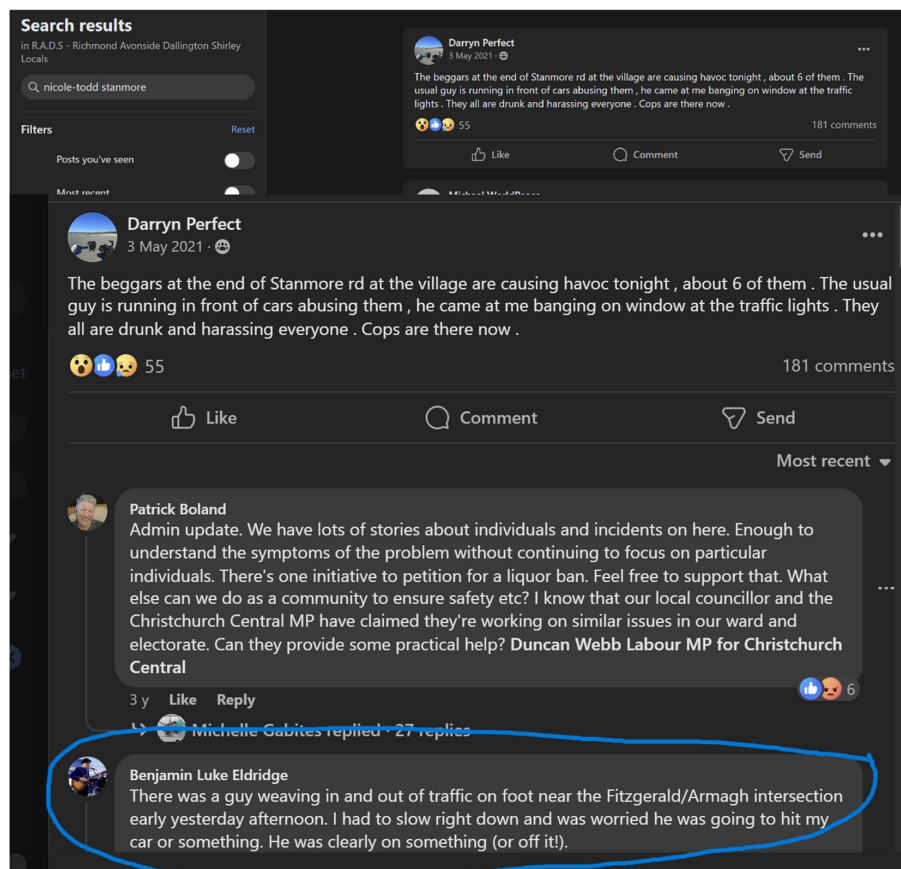 Search results
in R.A.D.S - Richmond Avonside Dallington Shirley
Locals
nicole-todd stanmore
Filters
Reset
Posts you've seen
Most recent
Darryn Perfect
3 May 2021 ·
The beggars at the end of Stanmore rd at the village are causing havoc tonight , about 6 of them . The
usual guy is running in front of cars abusing them , he came at me banging on window at the traffic
lights . They all are drunk and harassing everyone . Cops are there now .
55
181 comments
Like
Comment
Send
Darryn Perfect
3 May 2021 ·
The beggars at the end of Stanmore rd at the village are causing havoc tonight , about 6 of them . The usual
guy is running in front of cars abusing them , he came at me banging on window at the traffic lights . They
all are drunk and harassing everyone . Cops are there now .
55
181 comments
Like
Comment
Send
Most recent
Patrick Boland
Admin update. We have lots of stories about individuals and incidents on here. Enough to
understand the symptoms of the problem without continuing to focus on particular
individuals. There's one initiative to petition for a liquor ban. Feel free to support that. What
else can we do as a community to ensure safety etc? I know that our local councillor and the
Christchurch Central MP have claimed they're working on similar issues in our ward and
electorate. Can they provide some practical help? Duncan Webb Labour MP for Christchurch
Central
6
3 y Like Reply
Michelle Gabites replied · 27 replies
Benjamin Luke Eldridge
There was a guy weaving in and out of traffic on foot near the Fitzgerald/Armagh intersection
early yesterday afternoon. I had to slow right down and was worried he was going to hit my
car or something. He was clearly on something (or off it!).